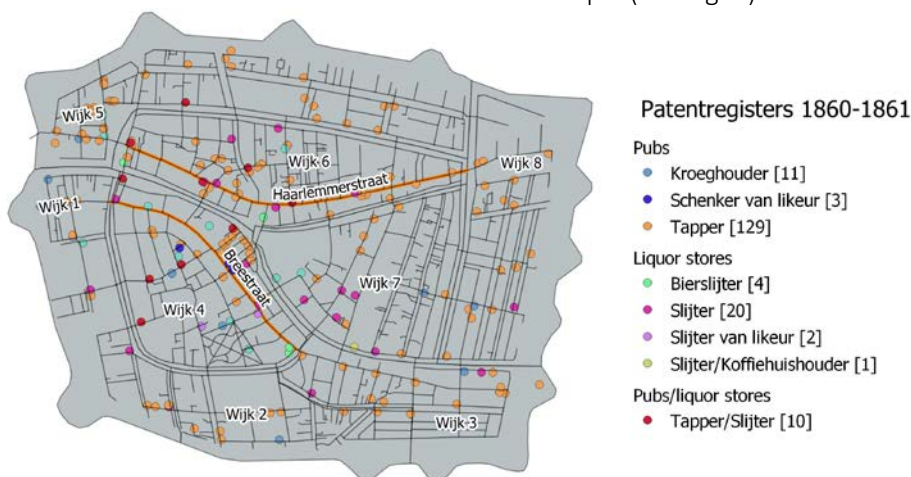 Patentregisters 1860-1861
Pubs
Kroeghouder [11]
Schenker van likeur [3]
Tapper [129]
Liquor stores
Bierslijter [4]
Slijter [20]
Slijter van likeur [2]
Slijter/Koffiehuishouder [1]
Pubs/liquor stores
Tapper/Slijter [10]
Wijk 5
Wijk 6
Wijk 8
Haarlemmerstraat
Wijk 1
Breestraat
Wijk 7
Wijk 4
Wijk 2
Wijk 3